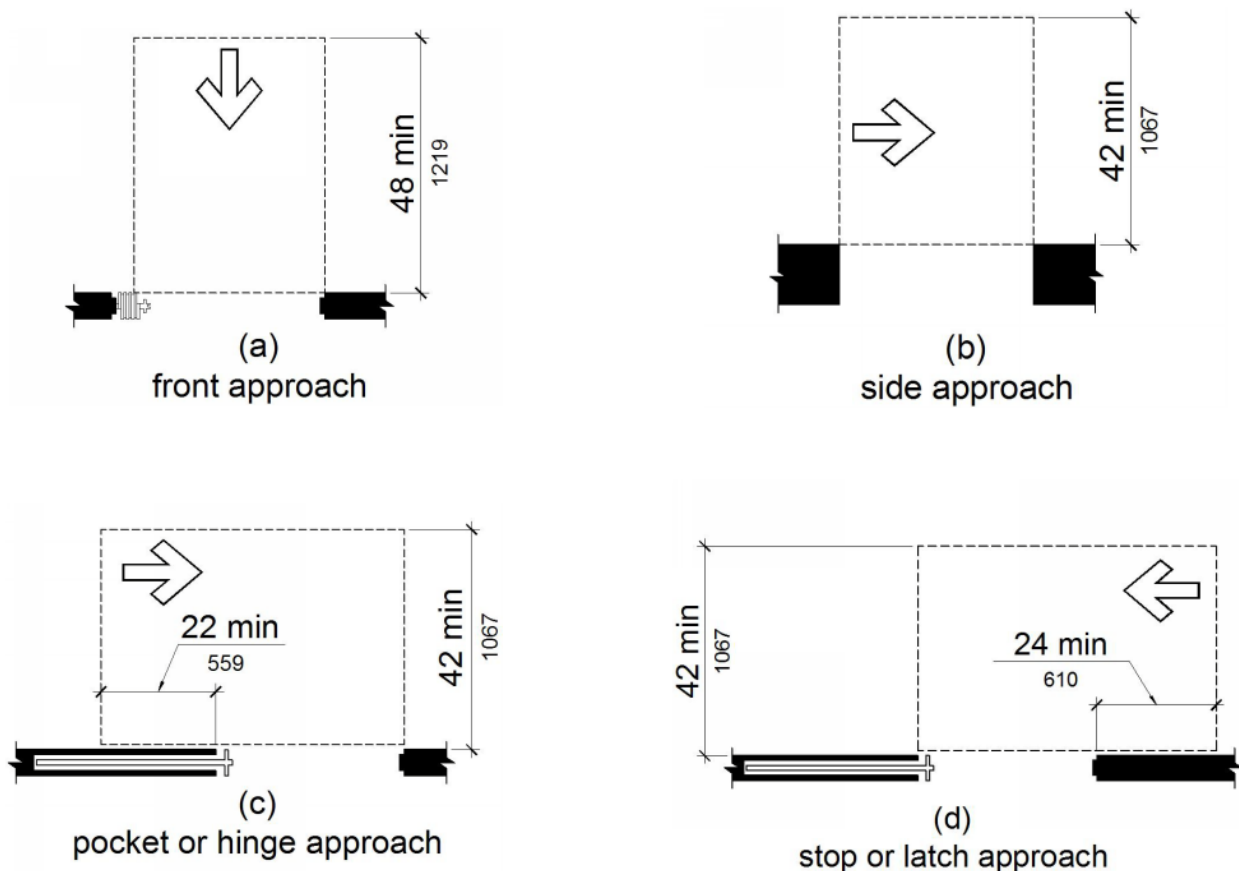 48 min
1219
(a)
front approach
42 min
1067
(b)
side approach
22 min
559
42 min
1067
(c)
pocket or hinge approach
42 min
1067
24 min
610
(d)
stop or latch approach